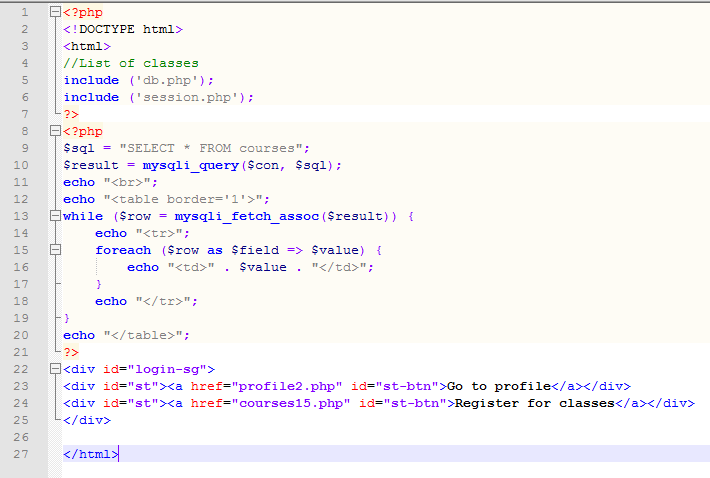 1 <?php
2 <!DOCTYPE html>
3 <html>
4 //List of classes
5 include ('db.php');
6 include ('session.php');
7 ?>
8 <?php
9 $sql = "SELECT * FROM courses";
10 $result = mysqli_query($con, $sql);
11 echo "<br>";
12 echo "<table border='1'>";
13 while ($row = mysqli_fetch_assoc($result)) {
14     echo "<tr>";
15     foreach ($row as $field => $value) {
16         echo "<td>" . $value . "</td>";
17     }
18     echo "</tr>";
19 }
20 echo "</table>";
21 ?>
22 <div id="login-sg">
23 <div id="st"><a href="profile2.php" id="st-btn">Go to profile</a></div>
24 <div id="st"><a href="courses15.php" id="st-btn">Register for classes</a></div>
25 </div>
26
27 </html>